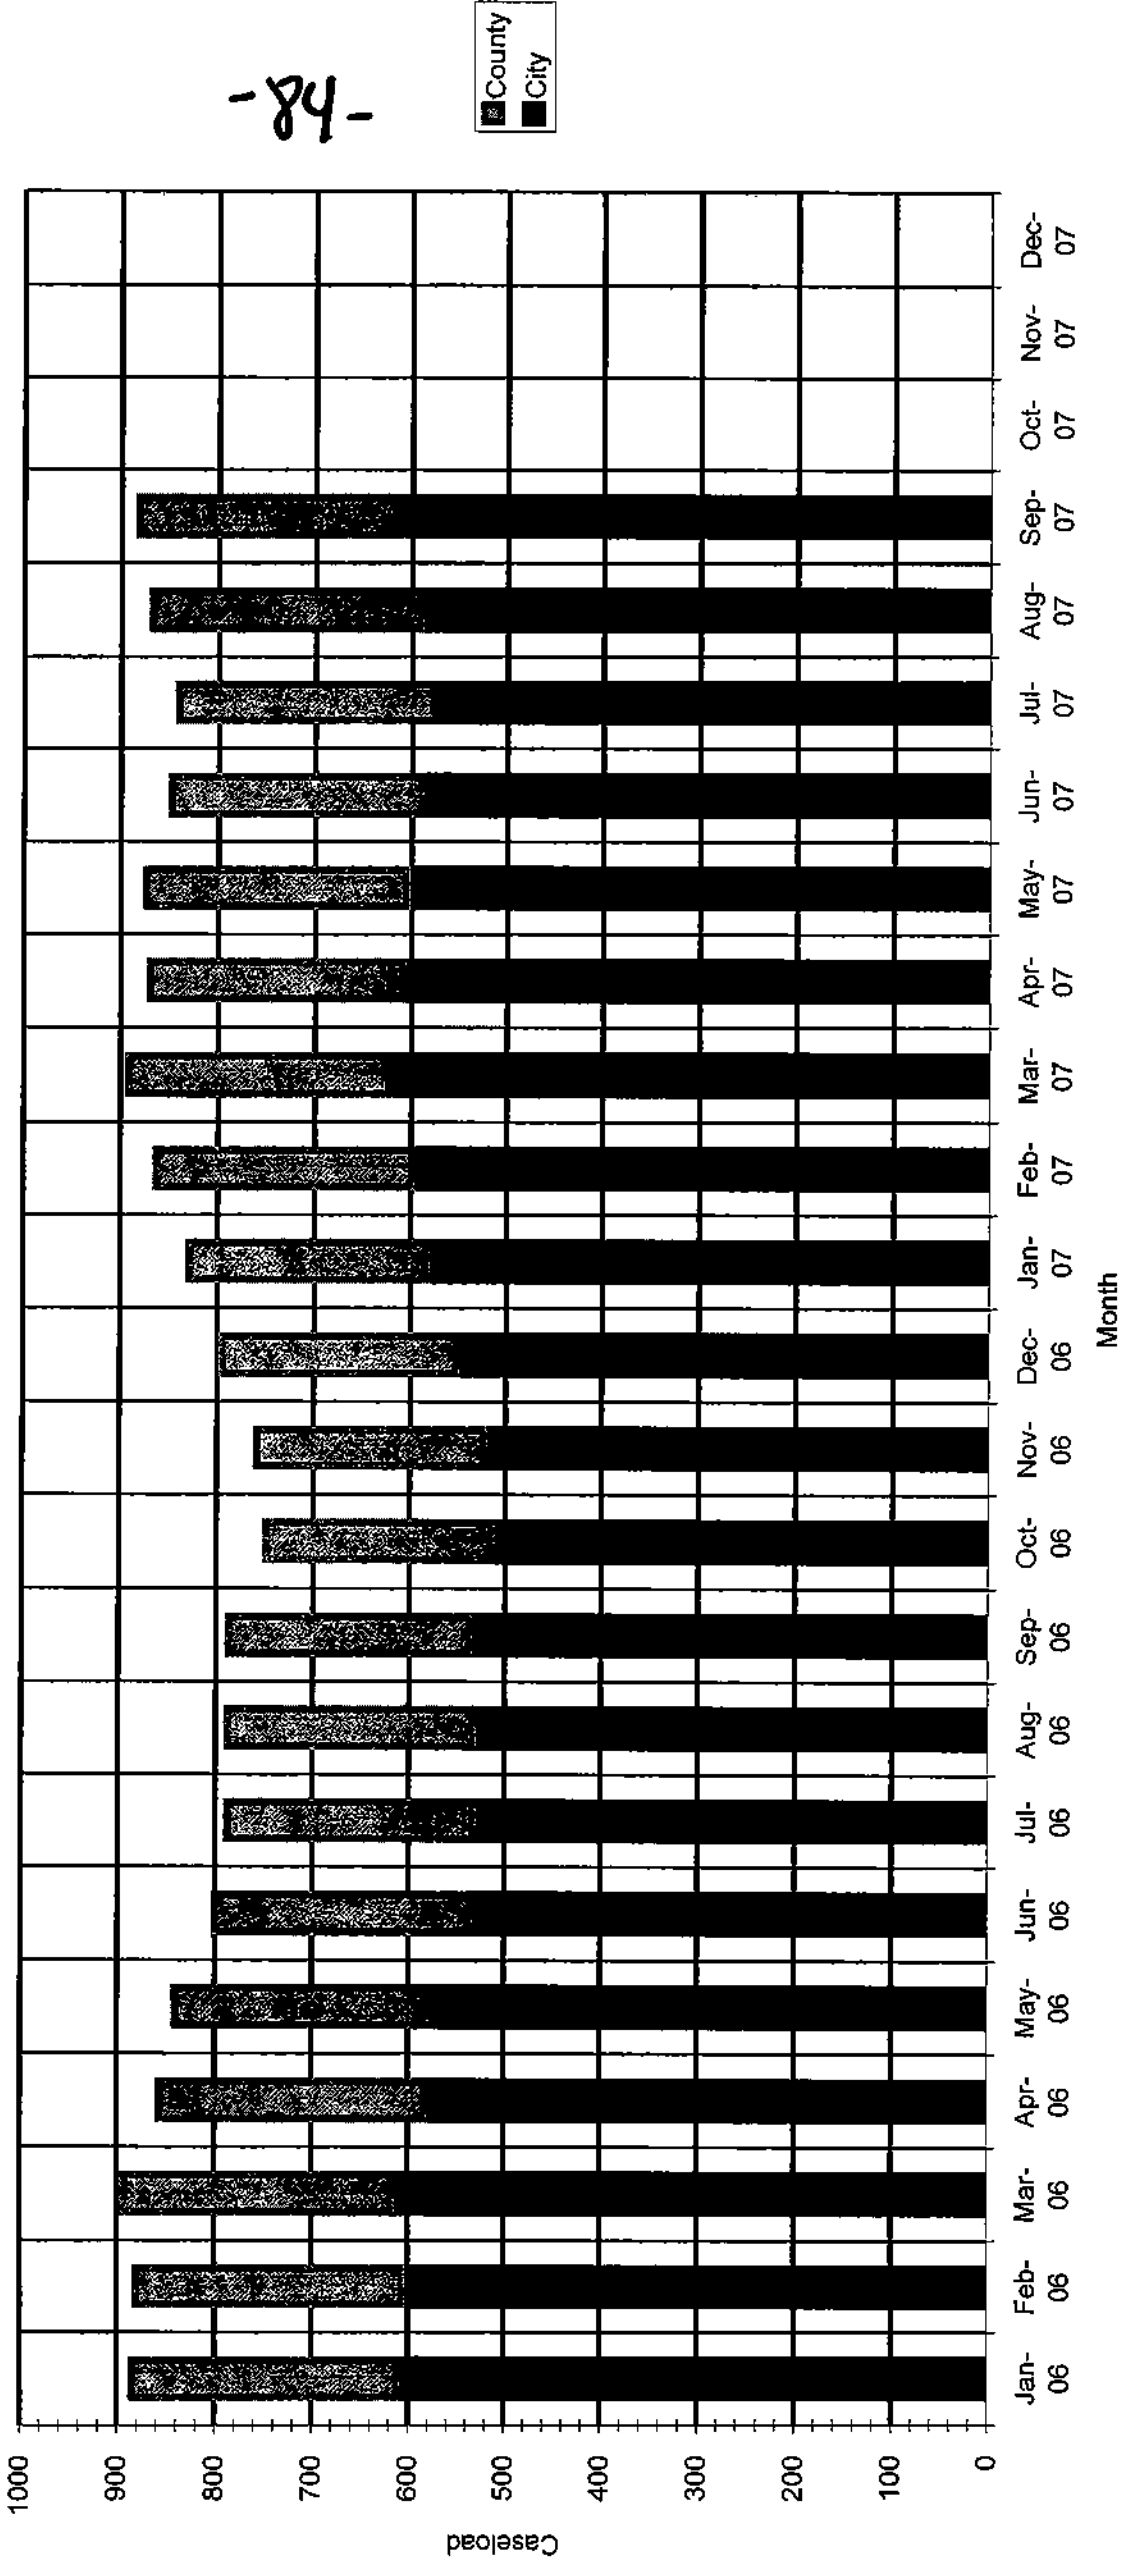 -84-
County
City
Caseload
1000
900
800
700
600
500
400
300
200
100
0
Jan-
06
Feb-
06
Mar-
06
Apr-
06
May-
06
Jun-
06
Jul-
06
Aug-
06
Sep-
06
Oct-
06
Nov-
06
Dec-
06
Jan-
07
Feb-
07
Mar-
07
Apr-
07
May-
07
Jun-
07
Jul-
07
Aug-
07
Sep-
07
Oct-
07
Nov-
07
Dec-
07
Month